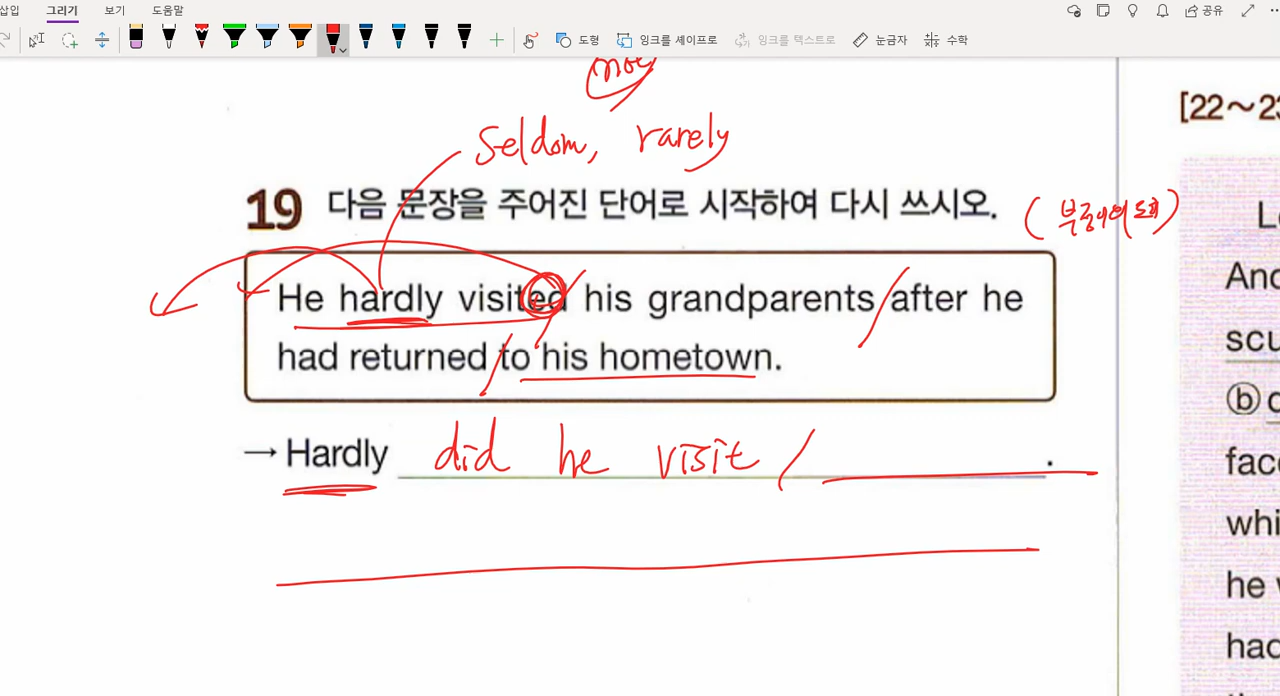 삽입 그리기 보기 도움말
공유
도형 잉크를 셰이프로 잉크를 텍스트로 눈금자 수학
(not)
seldom, rarely
[22～23
19 다음 문장을 주어진 단어로 시작하여 다시 쓰시오. (부정어의 도치)
He hardly visited / his grandparents / after he
had returned / to his hometown.
→ Hardly did he visit / .
And
scu
ⓑ
face
whi
he w
had